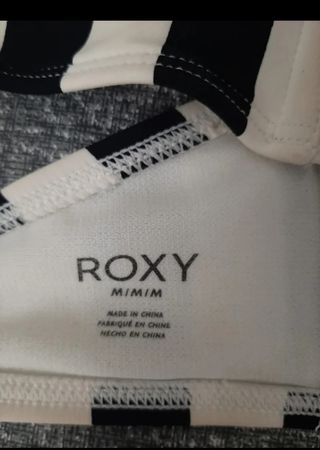 ROXY
M/M/M
MADE IN CHINA
FABRIQUÉ EN CHINE
HECHO EN CHINA